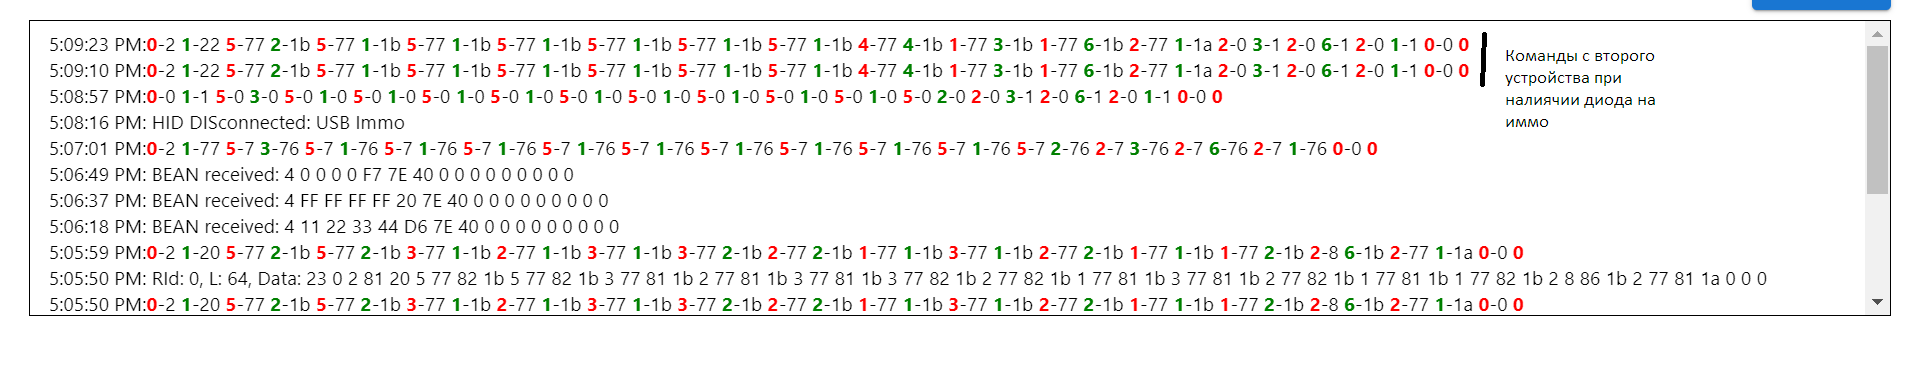 5:09:23 PM:0-2 1-22 5-77 2-1b 5-77 1-1b 5-77 1-1b 5-77 1-1b 5-77 1-1b 5-77 1-1b 5-77 1-1b 4-77 4-1b 1-77 3-1b 1-77 6-1b 2-77 1-1a 2-0 3-1 2-0 6-1 2-0 1-1 0-0 0
5:09:10 PM:0-2 1-22 5-77 2-1b 5-77 1-1b 5-77 1-1b 5-77 1-1b 5-77 1-1b 5-77 1-1b 5-77 1-1b 4-77 4-1b 1-77 3-1b 1-77 6-1b 2-77 1-1a 2-0 3-1 2-0 6-1 2-0 1-1 0-0 0
5:08:57 PM:0-0 1-1 5-0 3-0 5-0 1-0 5-0 1-0 5-0 1-0 5-0 1-0 5-0 1-0 5-0 1-0 5-0 1-0 5-0 1-0 5-0 1-0 5-0 2-0 2-0 3-1 2-0 6-1 2-0 1-1 0-0 0
5:08:16 PM: HID DISconnected: USB Immo
5:07:01 PM:0-2 1-77 5-7 3-76 5-7 1-76 5-7 1-76 5-7 1-76 5-7 1-76 5-7 1-76 5-7 1-76 5-7 1-76 5-7 1-76 5-7 1-76 5-7 2-76 2-7 3-76 2-7 6-76 2-7 1-76 0-0 0
5:06:49 PM: BEAN received: 4 0 0 0 0 F7 7E 40 0 0 0 0 0 0 0 0 0
5:06:37 PM: BEAN received: 4 FF FF FF FF 20 7E 40 0 0 0 0 0 0 0 0 0
5:06:18 PM: BEAN received: 4 11 22 33 44 D6 7E 40 0 0 0 0 0 0 0 0 0
5:05:59 PM:0-2 1-20 5-77 2-1b 5-77 2-1b 3-77 1-1b 2-77 1-1b 3-77 1-1b 3-77 2-1b 2-77 2-1b 1-77 1-1b 3-77 1-1b 2-77 2-1b 1-77 1-1b 1-77 2-1b 2-8 6-1b 2-77 1-1a 0-0 0
5:05:50 PM: RId: 0, L: 64, Data: 23 0 2 81 20 5 77 82 1b 5 77 82 1b 3 77 81 1b 2 77 81 1b 3 77 81 1b 3 77 82 1b 2 77 82 1b 1 77 81 1b 3 77 81 1b 2 77 82 1b 1 77 81 1b 1 77 82 1b 2 8 86 1b 2 77 81 1a 0 0 0
5:05:50 PM:0-2 1-20 5-77 2-1b 5-77 2-1b 3-77 1-1b 2-77 1-1b 3-77 1-1b 3-77 2-1b 2-77 2-1b 1-77 1-1b 3-77 1-1b 2-77 2-1b 1-77 1-1b 1-77 2-1b 2-8 6-1b 2-77 1-1a 0-0 0
Команды с второго
устройства при
налиячии диода на
иммо